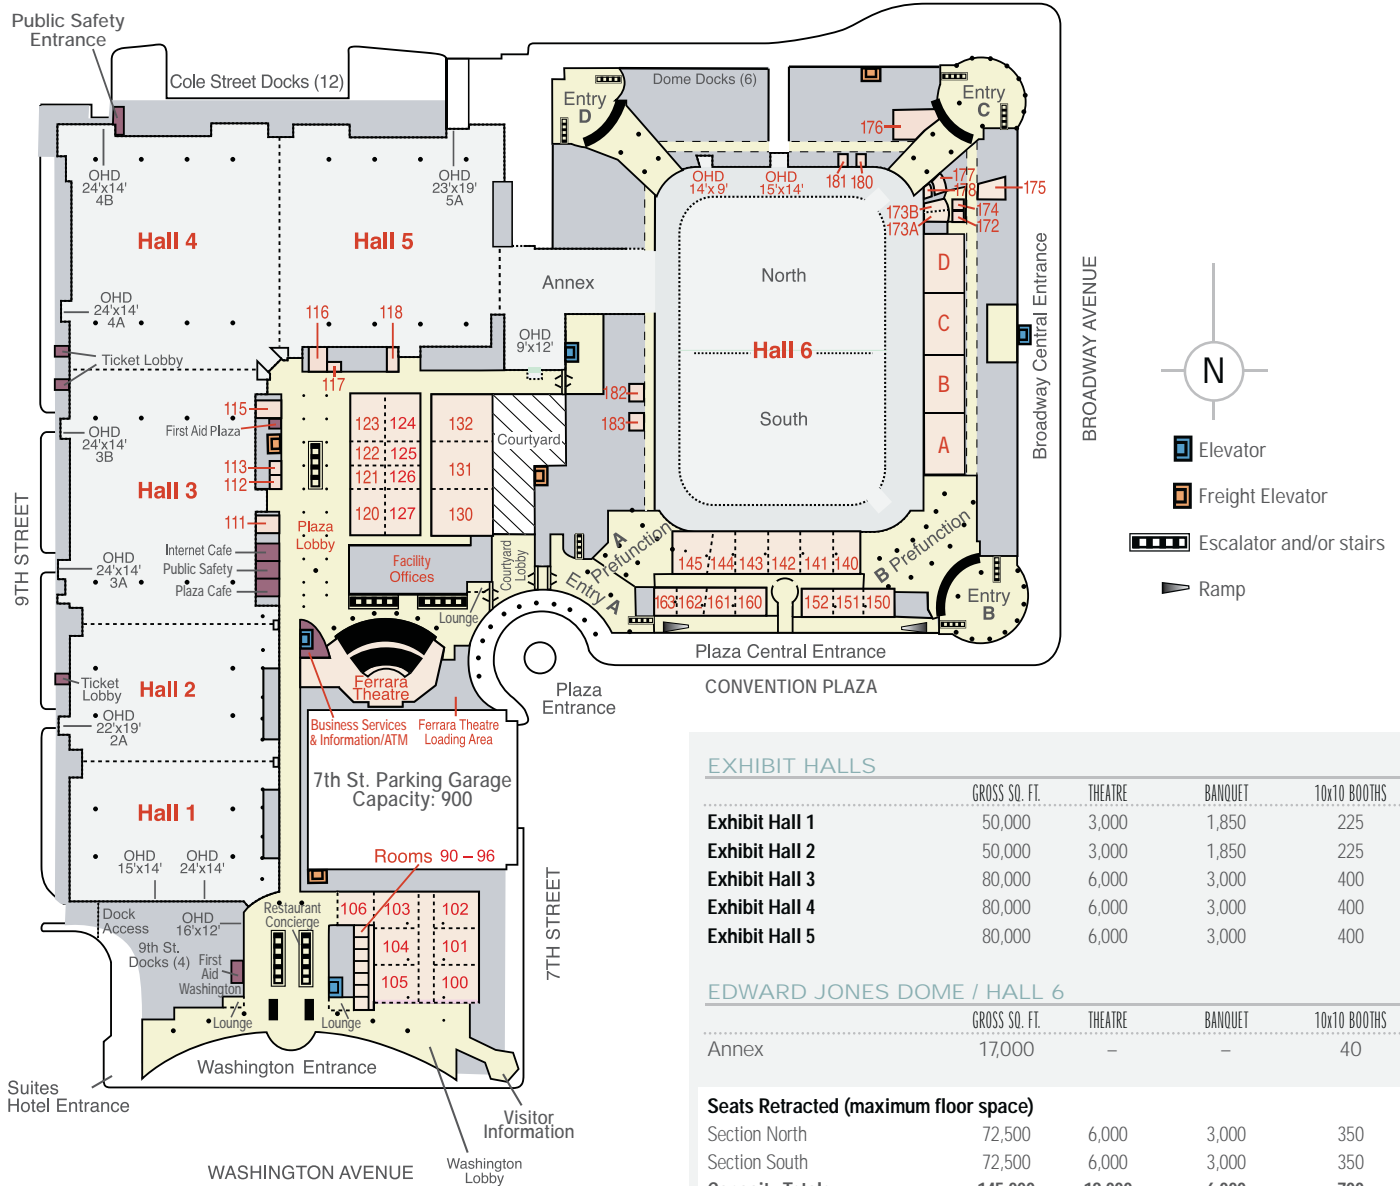 Public Safety
Entrance
Cole Street Docks (12)
OHD
24'x14'
4B
OHD
23'x19'
5A
Hall 4
Hall 5
OHD
24'x14'
4A
Ticket Lobby
116
118
117
Annex
OHD
9'x12'
Entry
D
Dome Docks (6)
Entry
C
176
OHD
14'x 9'
OHD
15'x14'
181 180
177
178
175
173B
173A
174
172
North
Hall 6
South
D
C
B
A
182
183
Broadway Central Entrance
BROADWAY AVENUE
N
Elevator
Freight Elevator
Escalator and/or stairs
Ramp
115
First Aid Plaza
OHD
24'x14'
3B
113
112
Hall 3
111
Internet Cafe
Public Safety
Plaza Cafe
OHD
24'x14'
3A
9TH STREET
Plaza
Lobby
123 124
122 125
121 126
120 127
132
131
130
Courtyard
Facility
Offices
Courtyard
Lobby
Lounge
A
Prefunction
Entry A
145 144 143 142 141 140
163 162 161 160
152 151 150
B Prefunction
Entry
B
Plaza Central Entrance
CONVENTION PLAZA
Plaza
Entrance
Ferrara
Theatre
Business Services
& Information/ATM
Ferrara Theatre
Loading Area
Ticket
Lobby
Hall 2
OHD
22'x19'
2A
7th St. Parking Garage
Capacity: 900
Hall 1
OHD
15'x14'
OHD
24'x14'
Rooms 90 – 96
7TH STREET
Dock
Access
OHD
16'x12'
9th St.
Docks (4)
First
Aid
Washington
Restaurant
Concierge
106 103 102
104 101
105 100
Lounge
Lounge
Washington Entrance
Suites
Hotel Entrance
Visitor
Information
Washington
Lobby
WASHINGTON AVENUE
EXHIBIT HALLS
GROSS SQ. FT. THEATRE BANQUET 10x10 BOOTHS
Exhibit Hall 1 50,000 3,000 1,850 225
Exhibit Hall 2 50,000 3,000 1,850 225
Exhibit Hall 3 80,000 6,000 3,000 400
Exhibit Hall 4 80,000 6,000 3,000 400
Exhibit Hall 5 80,000 6,000 3,000 400
EDWARD JONES DOME / HALL 6
GROSS SQ. FT. THEATRE BANQUET 10x10 BOOTHS
Annex 17,000 – – 40
Seats Retracted (maximum floor space)
Section North 72,500 6,000 3,000 350
Section South 72,500 6,000 3,000 350